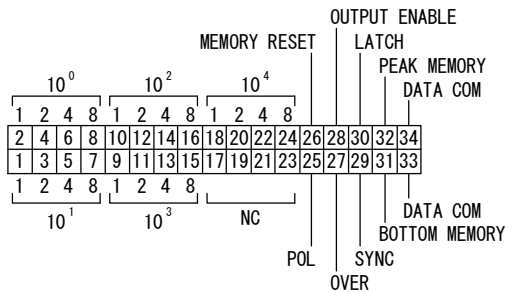 OUTPUT ENABLE
MEMORY RESET LATCH
PEAK MEMORY
10⁰ 10² 10⁴ DATA COM
1 2 4 8 1 2 4 8 1 2 4 8
2 4 6 8 10 12 14 16 18 20 22 24 26 28 30 32 34
1 3 5 7 9 11 13 15 17 19 21 23 25 27 29 31 33
1 2 4 8 1 2 4 8
10¹ 10³ NC DATA COM
BOTTOM MEMORY
POL SYNC
OVER